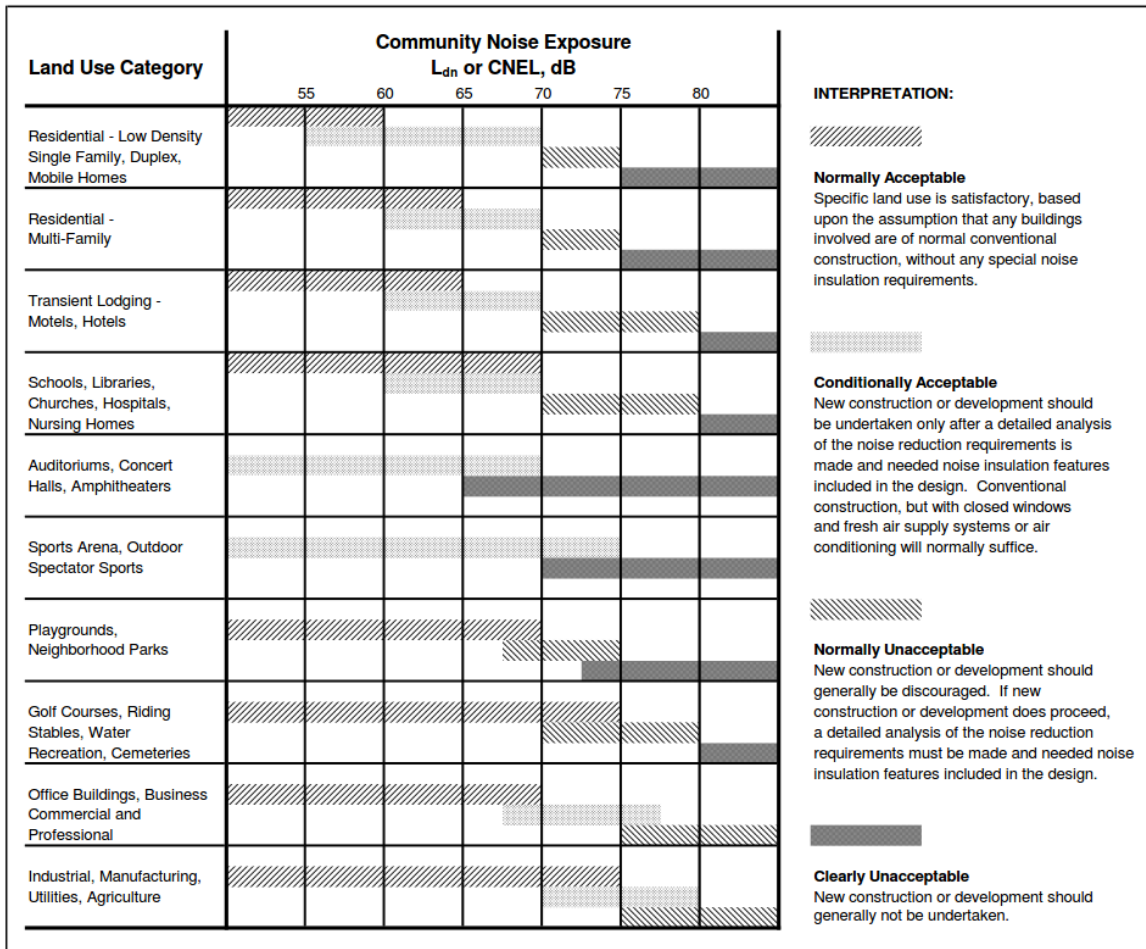 Land Use Category
Community Noise Exposure
Ldn or CNEL, dB
55 60 65 70 75 80
Residential - Low Density
Single Family, Duplex,
Mobile Homes
Residential -
Multi-Family
Transient Lodging -
Motels, Hotels
Schools, Libraries,
Churches, Hospitals,
Nursing Homes
Auditoriums, Concert
Halls, Amphitheaters
Sports Arena, Outdoor
Spectator Sports
Playgrounds,
Neighborhood Parks
Golf Courses, Riding
Stables, Water
Recreation, Cemeteries
Office Buildings, Business
Commercial and
Professional
Industrial, Manufacturing,
Utilities, Agriculture
INTERPRETATION:
Normally Acceptable
Specific land use is satisfactory, based
upon the assumption that any buildings
involved are of normal conventional
construction, without any special noise
insulation requirements.
Conditionally Acceptable
New construction or development should
be undertaken only after a detailed analysis
of the noise reduction requirements is
made and needed noise insulation features
included in the design. Conventional
construction, but with closed windows
and fresh air supply systems or air
conditioning will normally suffice.
Normally Unacceptable
New construction or development should
generally be discouraged. If new
construction or development does proceed,
a detailed analysis of the noise reduction
requirements must be made and needed noise
insulation features included in the design.
Clearly Unacceptable
New construction or development should
generally not be undertaken.